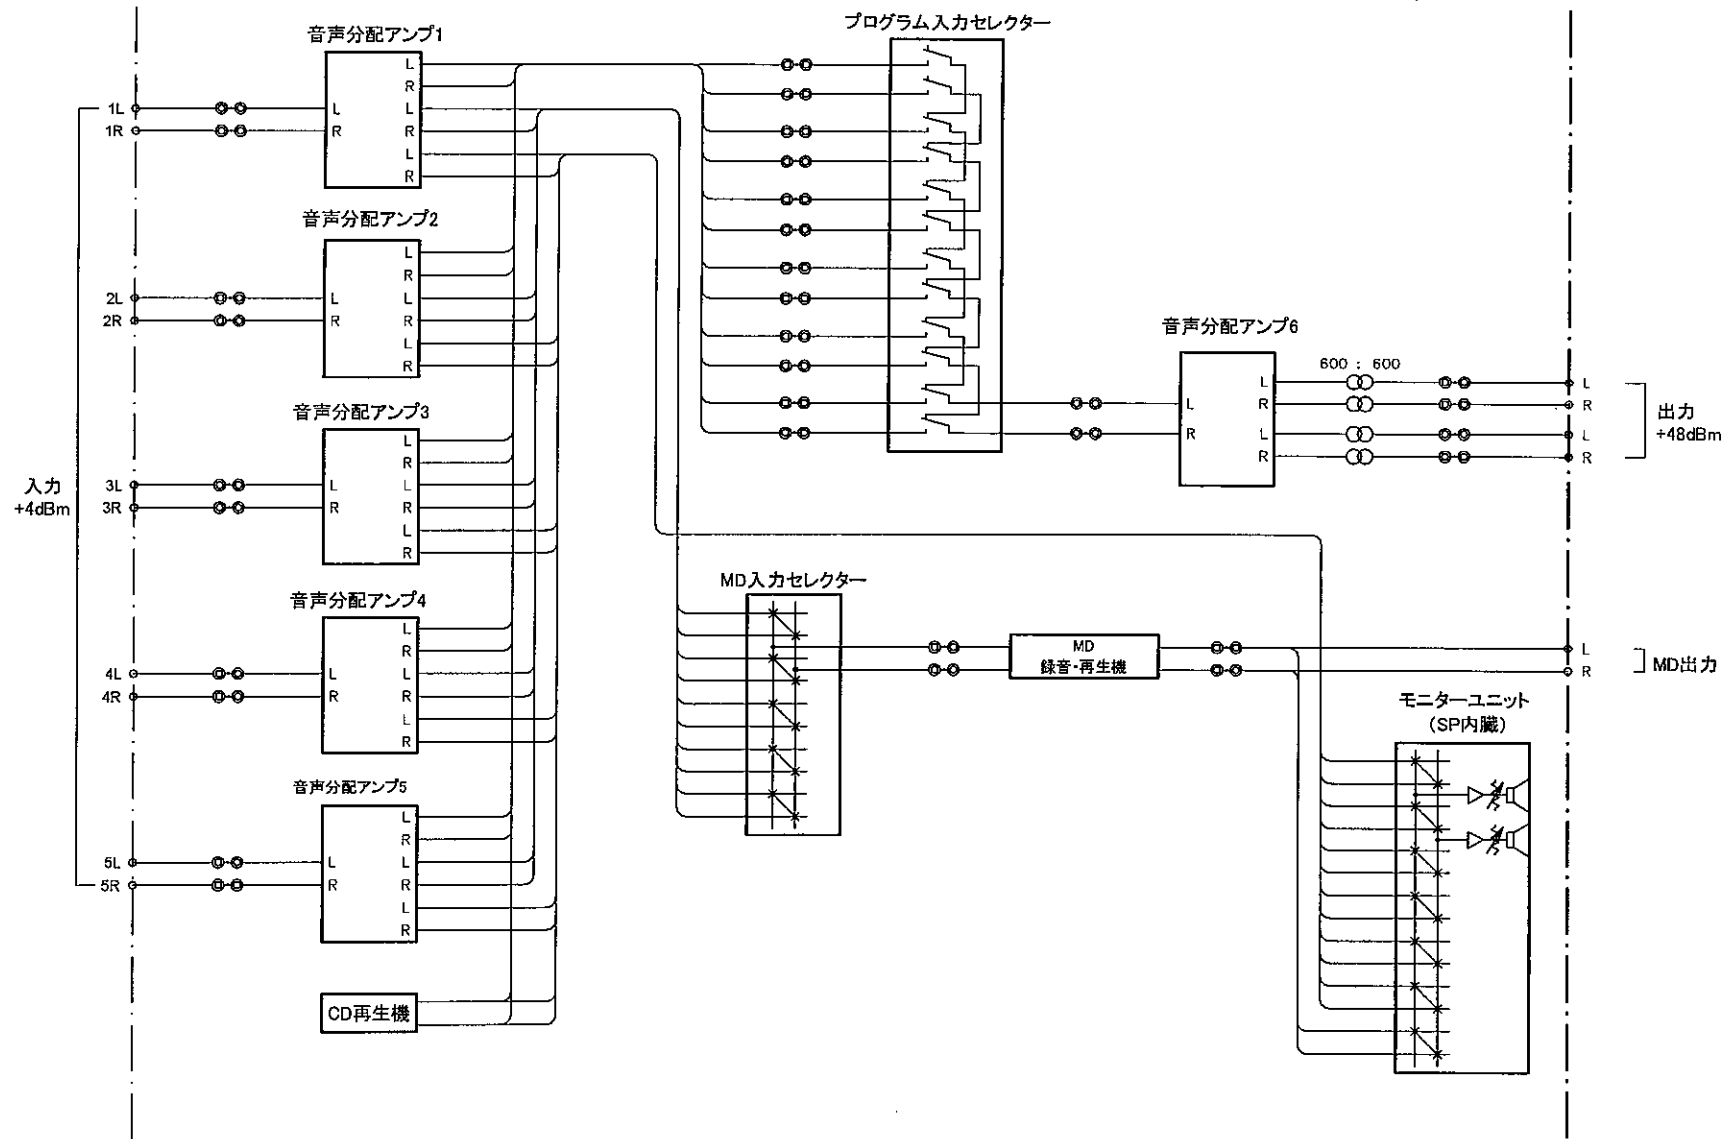 音声分配アンプ1
L
R
L
R
L
R
1L
1R
L
R
音声分配アンプ2
L
R
L
R
L
R
2L
2R
L
R
音声分配アンプ3
L
R
L
R
L
R
3L
3R
L
R
入力
+4dBm
音声分配アンプ4
L
R
L
R
L
R
4L
4R
L
R
音声分配アンプ5
L
R
L
R
L
R
5L
5R
L
R
CD再生機
プログラム入力セレクター
音声分配アンプ6
600 : 600
L
R
L
R
L
R
L
R
L
R
出力
+48dBm
MD入力セレクター
MD
録音・再生機
L
R
MD出力
モニターユニット
(SP内臓)